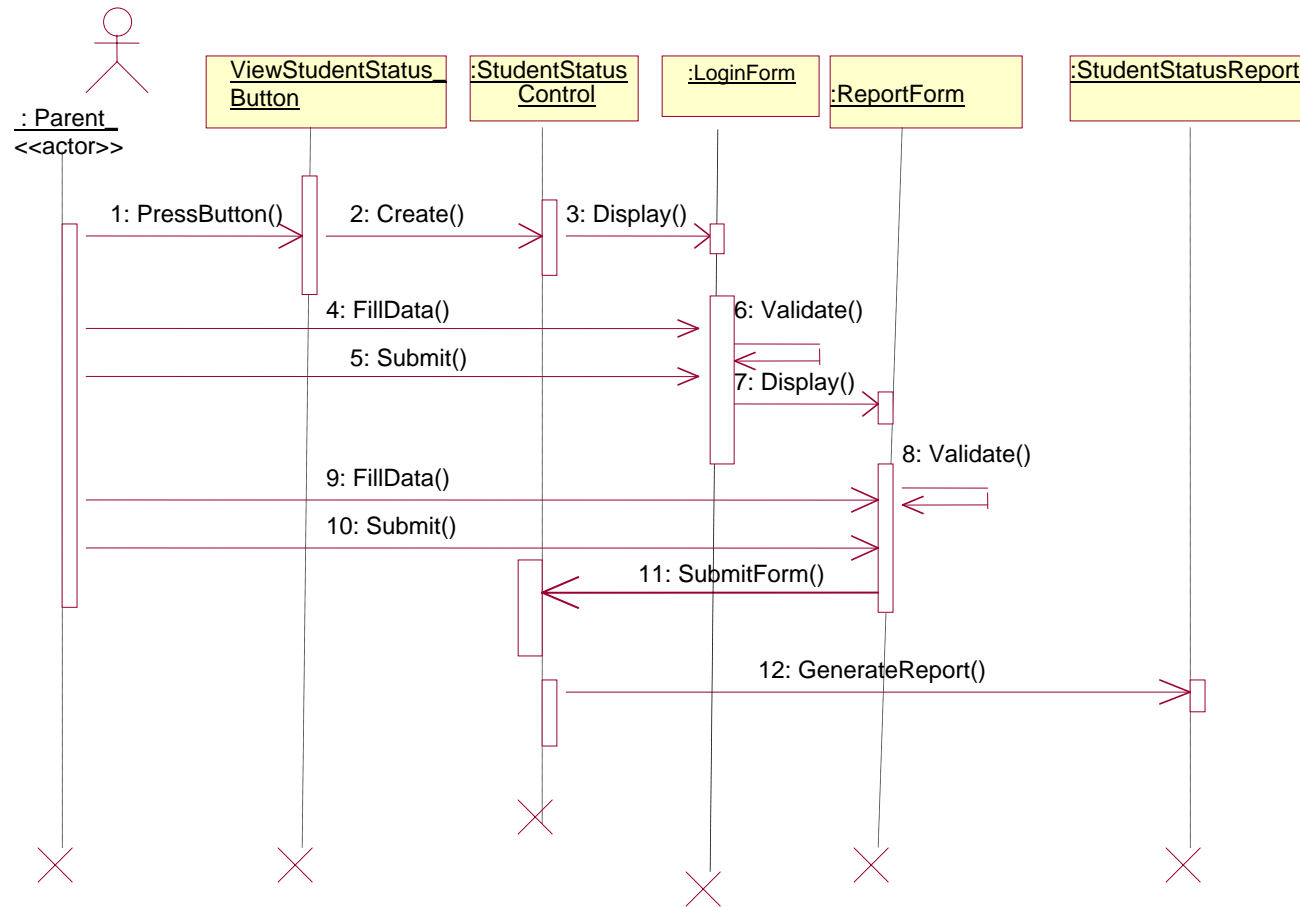 ViewStudentStatus_
Button
:StudentStatus
Control
:LoginForm
:ReportForm
:StudentStatusReport
: Parent_
<<actor>>
1: PressButton()
2: Create()
3: Display()
4: FillData()
6: Validate()
5: Submit()
7: Display()
8: Validate()
9: FillData()
10: Submit()
11: SubmitForm()
12: GenerateReport()